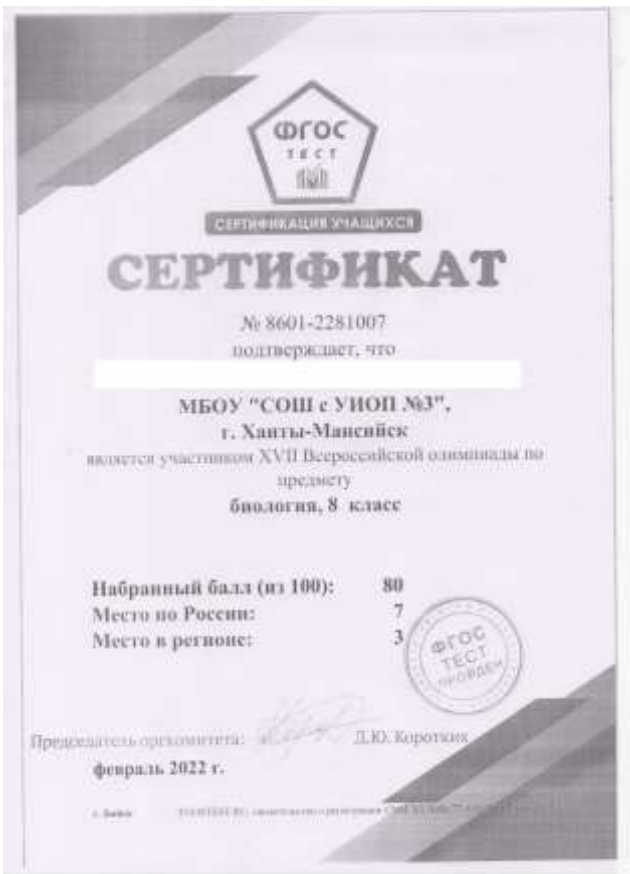 ФГОС
ТЕСТ
СЕРТИФИКАЦИЯ УЧАЩИХСЯ
СЕРТИФИКАТ
№ 8601-2281007
подтверждает, что
МБОУ "СОШ с УИОП №3",
г. Ханты-Мансийск
является участником XVII Всероссийской олимпиады по
предмету
биология, 8 класс
Набранный балл (из 100): 80
Место по России: 7
Место в регионе: 3
ФГОС
ТЕСТ
ПРОЙДЕН
Председатель оргкомитета: Д.Ю. Коротких
февраль 2022 г.